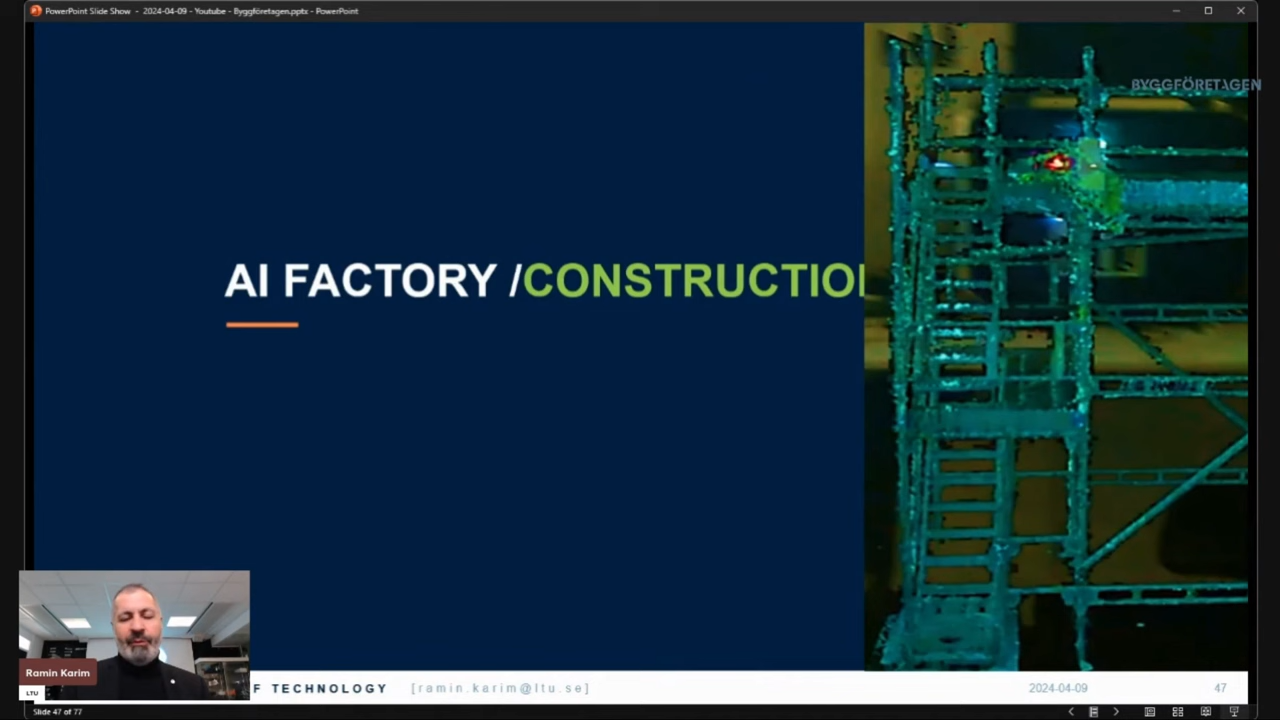 PowerPoint Slide Show - 2024-04-09 - Youtube - Byggföretagen.pptx - PowerPoint
BYGGFÖRETAGEN
AI FACTORY /CONSTRUCTION
Ramin Karim
LTU
F TECHNOLOGY [ramin.karim@ltu.se] 2024-04-09 47
Slide 47 of 77